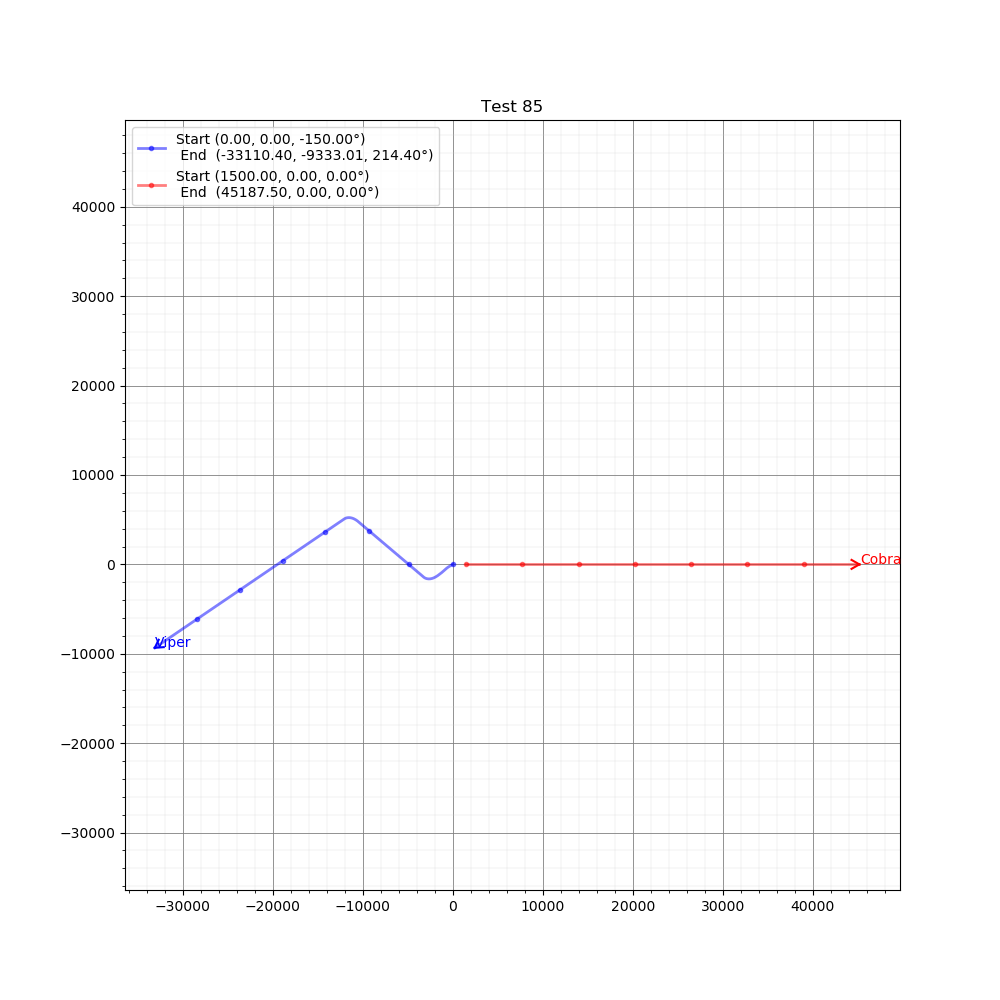 Test 85
Start (0.00, 0.00, -150.00°)
End (-33110.40, -9333.01, 214.40°)
Start (1500.00, 0.00, 0.00°)
End (45187.50, 0.00, 0.00°)
40000
30000
20000
10000
0
−10000
−20000
−30000
Cobra
Viper
−30000 −20000 −10000 0 10000 20000 30000 40000